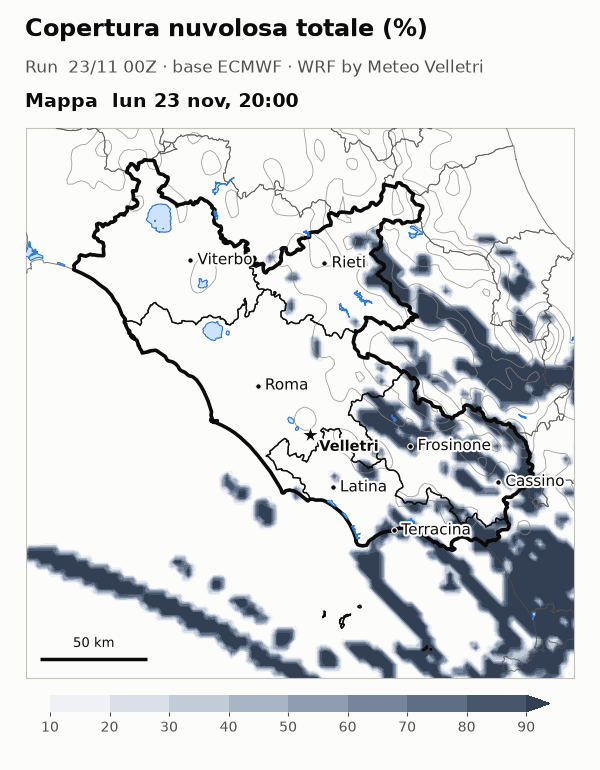 Copertura nuvolosa totale (%)
Run  23/11 00Z · base ECMWF · WRF by Meteo Velletri
Mappa  lun 23 nov, 20:00
Viterbo
Rieti
Roma
Velletri
Frosinone
Cassino
Latina
Terracina
50 km
10 20 30 40 50 60 70 80 90